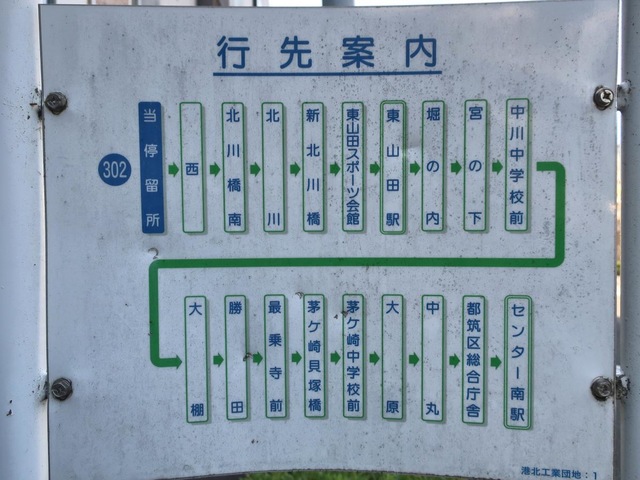 行先案内
302
当停留所
西
北川橋南
北川
新北川橋
東山田スポーツ会館
東山田駅
堀の内
宮の下
中川中学校前
大棚
勝田
最乗寺前
茅ケ崎貝塚橋
茅ケ崎中学校前
大原
中丸
都筑区総合庁舎
センター南駅
港北工業団地:1